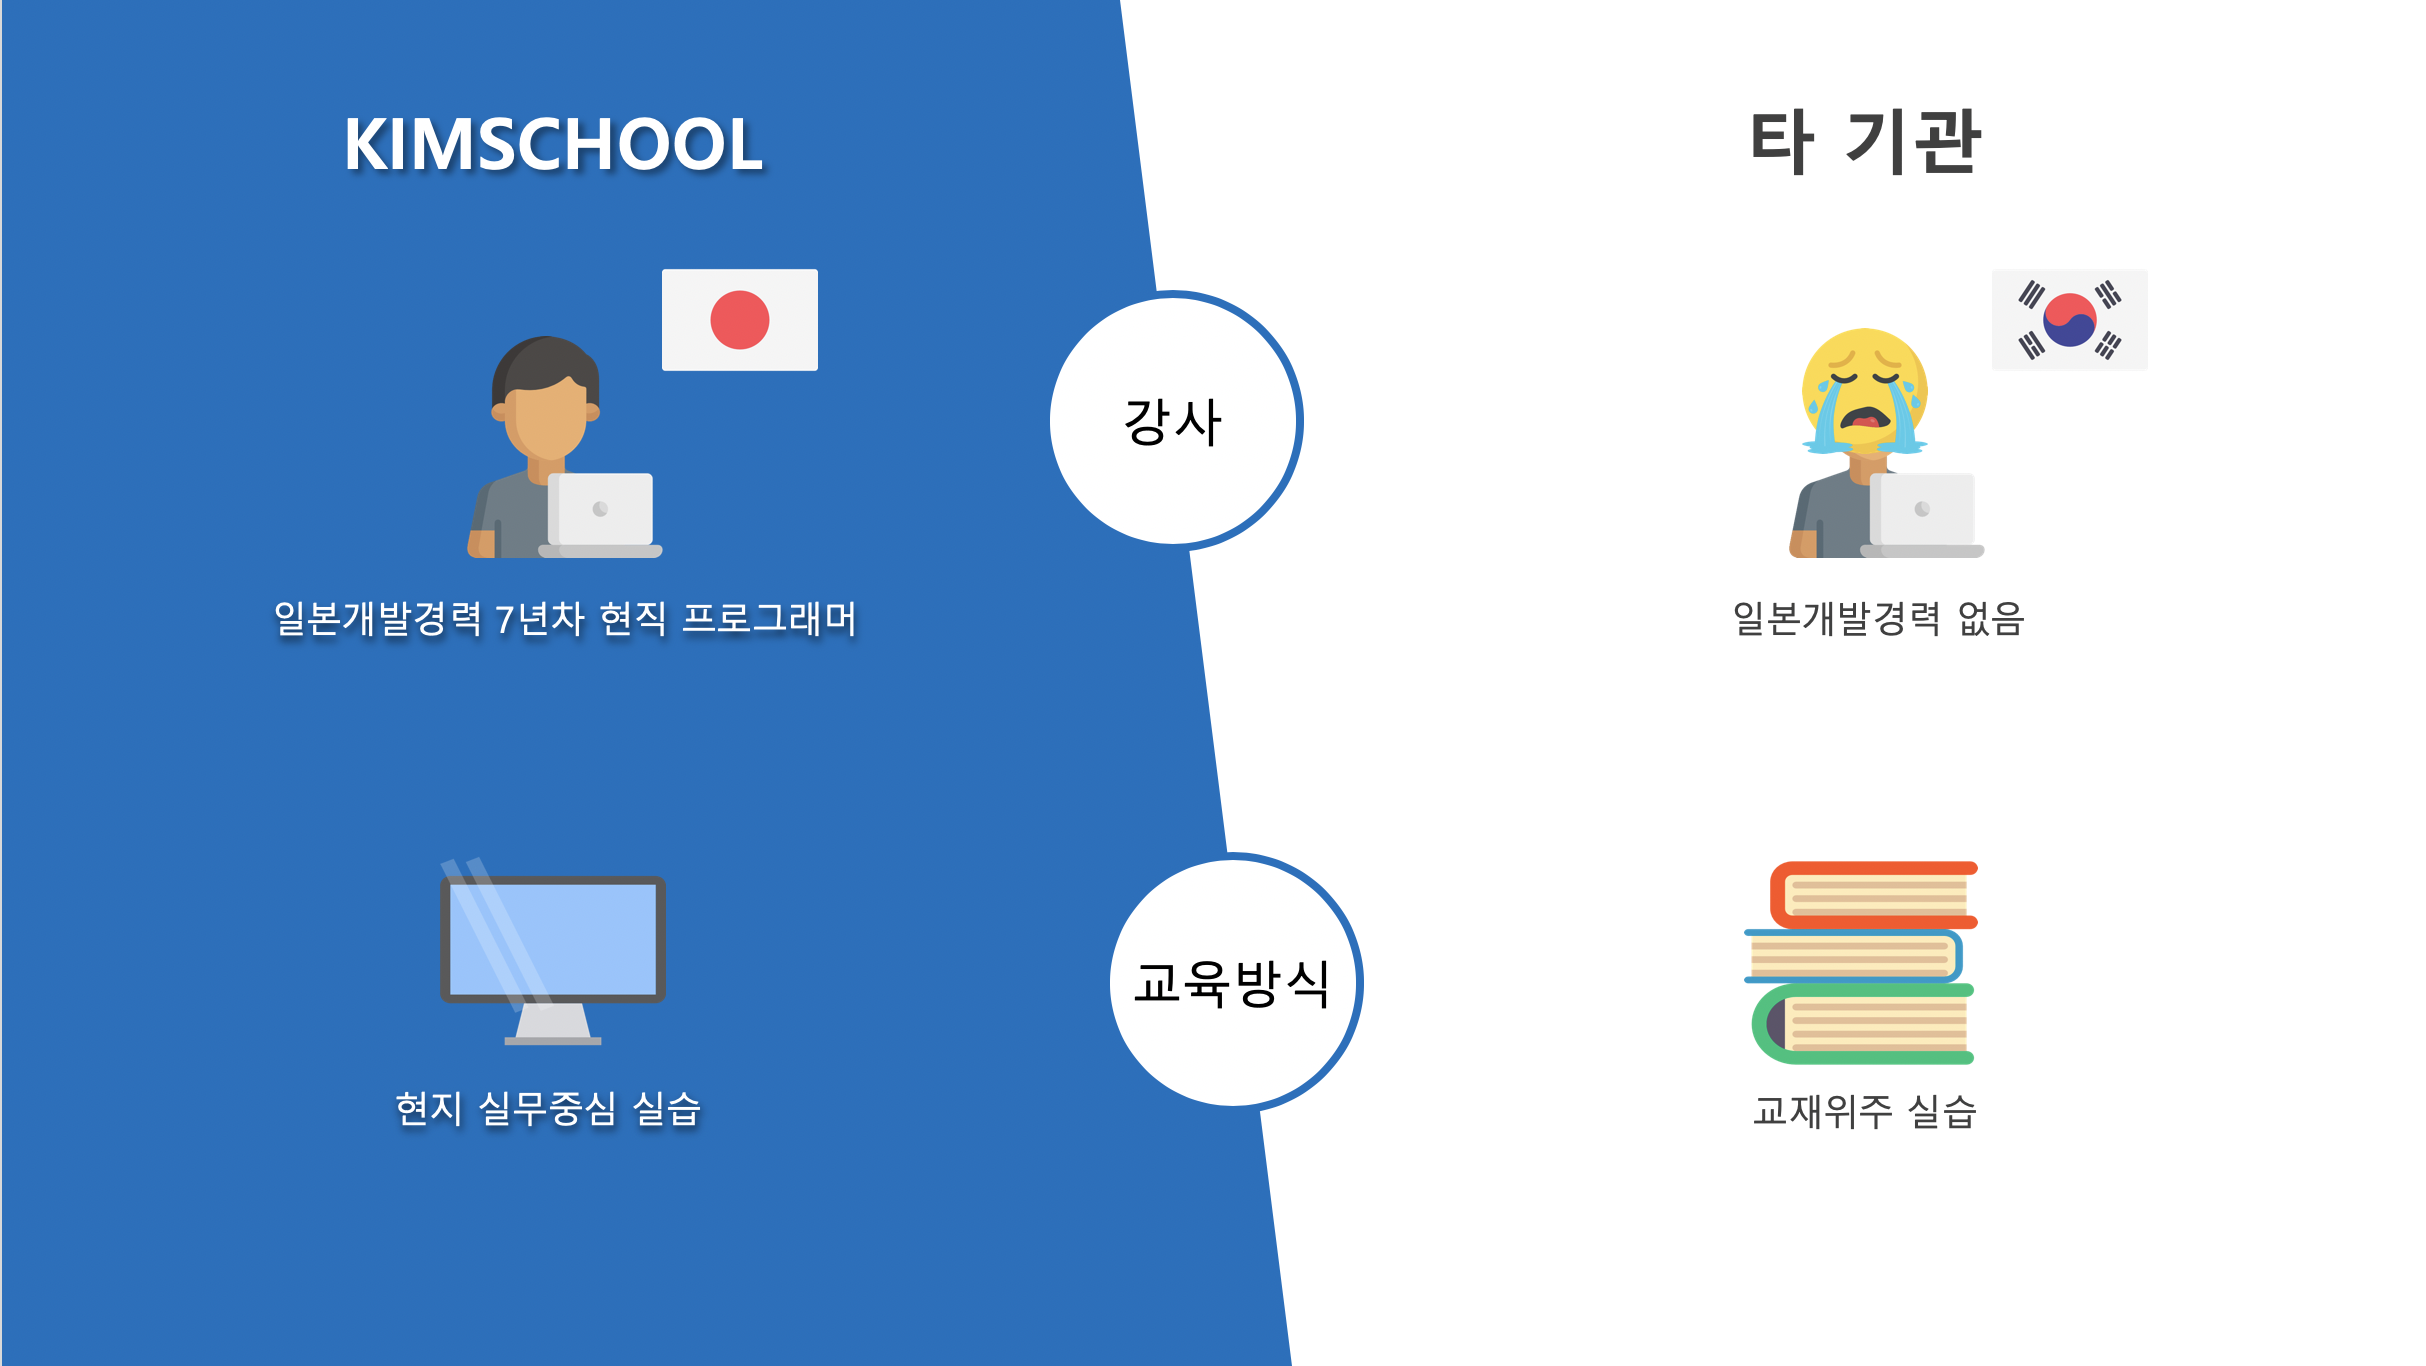 KIMSCHOOL
타 기관
강사
일본개발경력 7년차 현직 프로그래머
일본개발경력 없음
교육방식
현지 실무중심 실습
교재위주 실습